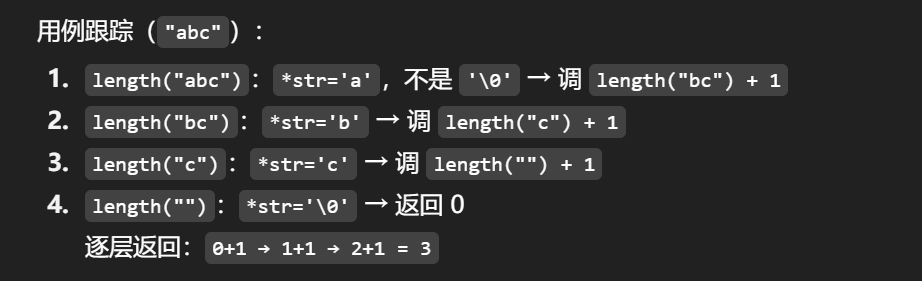 用例跟踪（"abc"）：
1. length("abc")：*str='a'，不是 '\0' → 调 length("bc") + 1
2. length("bc")：*str='b' → 调 length("c") + 1
3. length("c")：*str='c' → 调 length("") + 1
4. length("")：*str='\0' → 返回 0
逐层返回：0+1 → 1+1 → 2+1 = 3